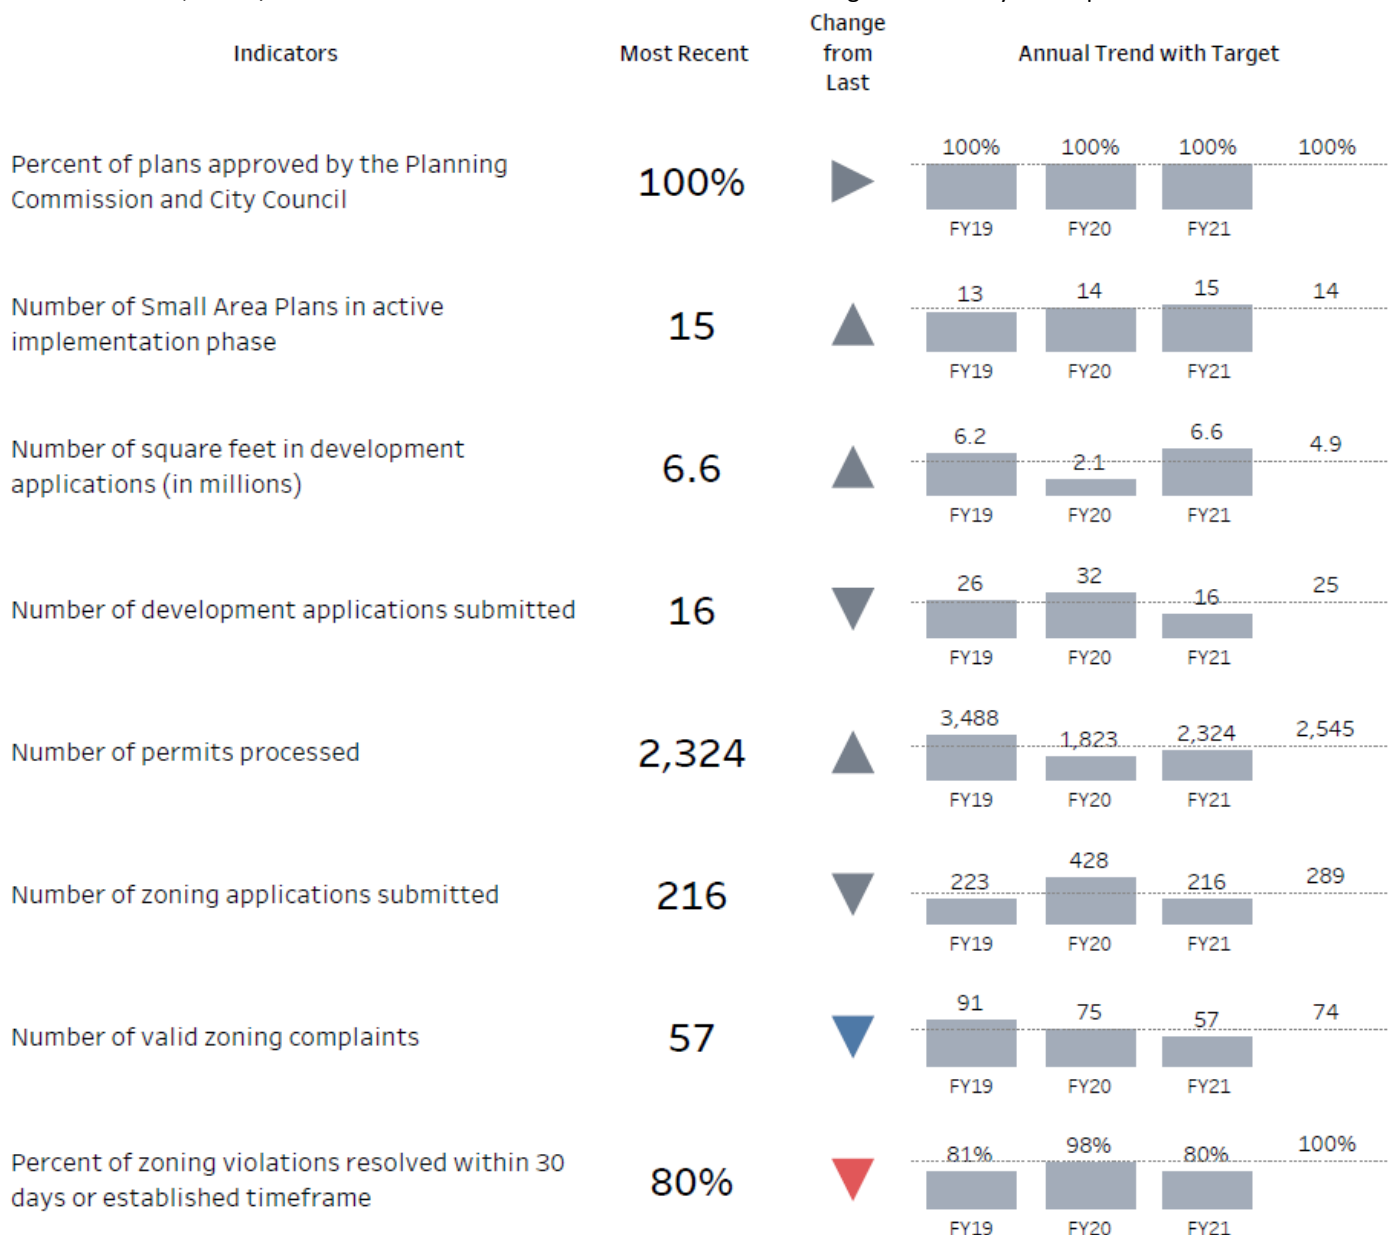 Change
Indicators Most Recent from Annual Trend with Target
Last
100% 100% 100% 100%
Percent of plans approved by the Planning
Commission and City Council
100%
FY19 FY20 FY21
13 14 15 14
Number of Small Area Plans in active
implementation phase
15
FY19 FY20 FY21
6.2 2.1 6.6 4.9
Number of square feet in development
applications (in millions)
6.6
FY19 FY20 FY21
26 32 16 25
Number of development applications submitted
16
FY19 FY20 FY21
3,488 1,823 2,324 2,545
Number of permits processed
2,324
FY19 FY20 FY21
223 428 216 289
Number of zoning applications submitted
216
FY19 FY20 FY21
91 75 57 74
Number of valid zoning complaints
57
FY19 FY20 FY21
81% 98% 80% 100%
Percent of zoning violations resolved within 30
days or established timeframe
80%
FY19 FY20 FY21